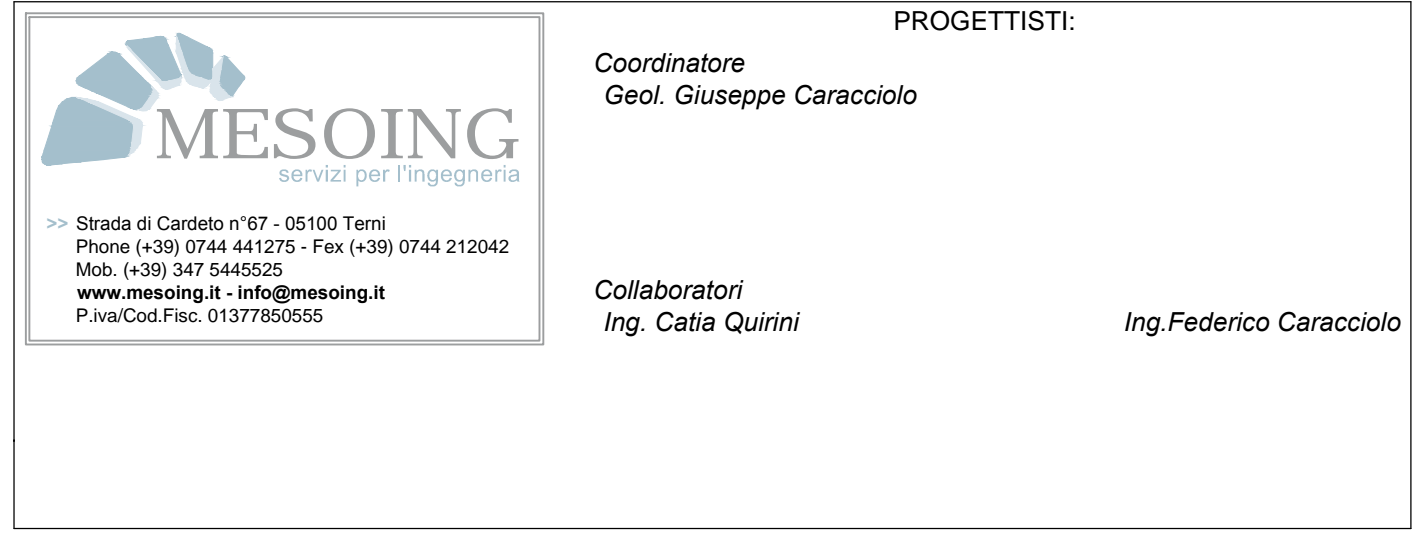 MESOING
servizi per l'ingegneria
>> Strada di Cardeto n°67 - 05100 Terni
Phone (+39) 0744 441275 - Fex (+39) 0744 212042
Mob. (+39) 347 5445525
www.mesoing.it - info@mesoing.it
P.iva/Cod.Fisc. 01377850555
PROGETTISTI:
Coordinatore
Geol. Giuseppe Caracciolo
Collaboratori
Ing. Catia Quirini Ing.Federico Caracciolo